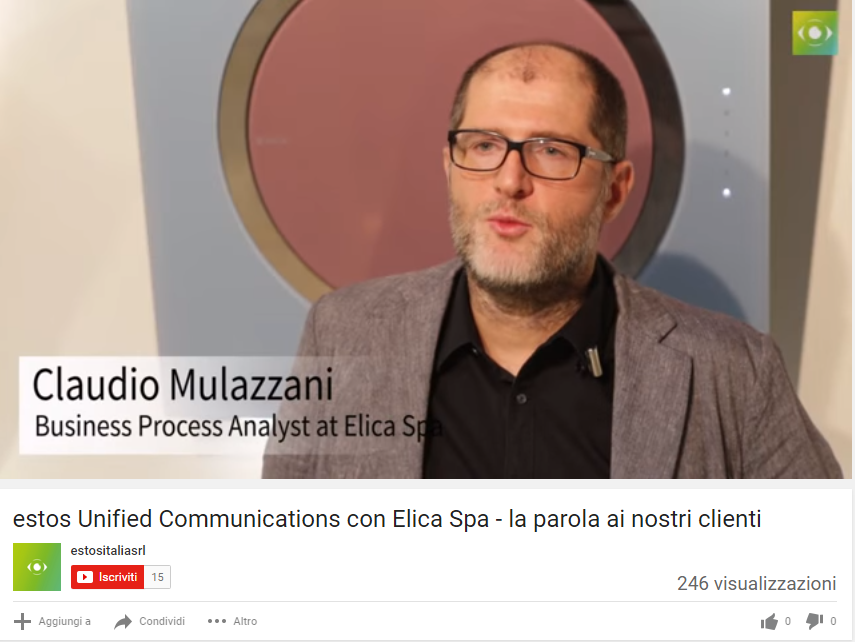 Claudio Mulazzani
Business Process Analyst at Elica Spa
estos Unified Communications con Elica Spa - la parola ai nostri clienti
estositaliasrl
Iscriviti 15
246 visualizzazioni
Aggiungi a Condividi Altro 0 0